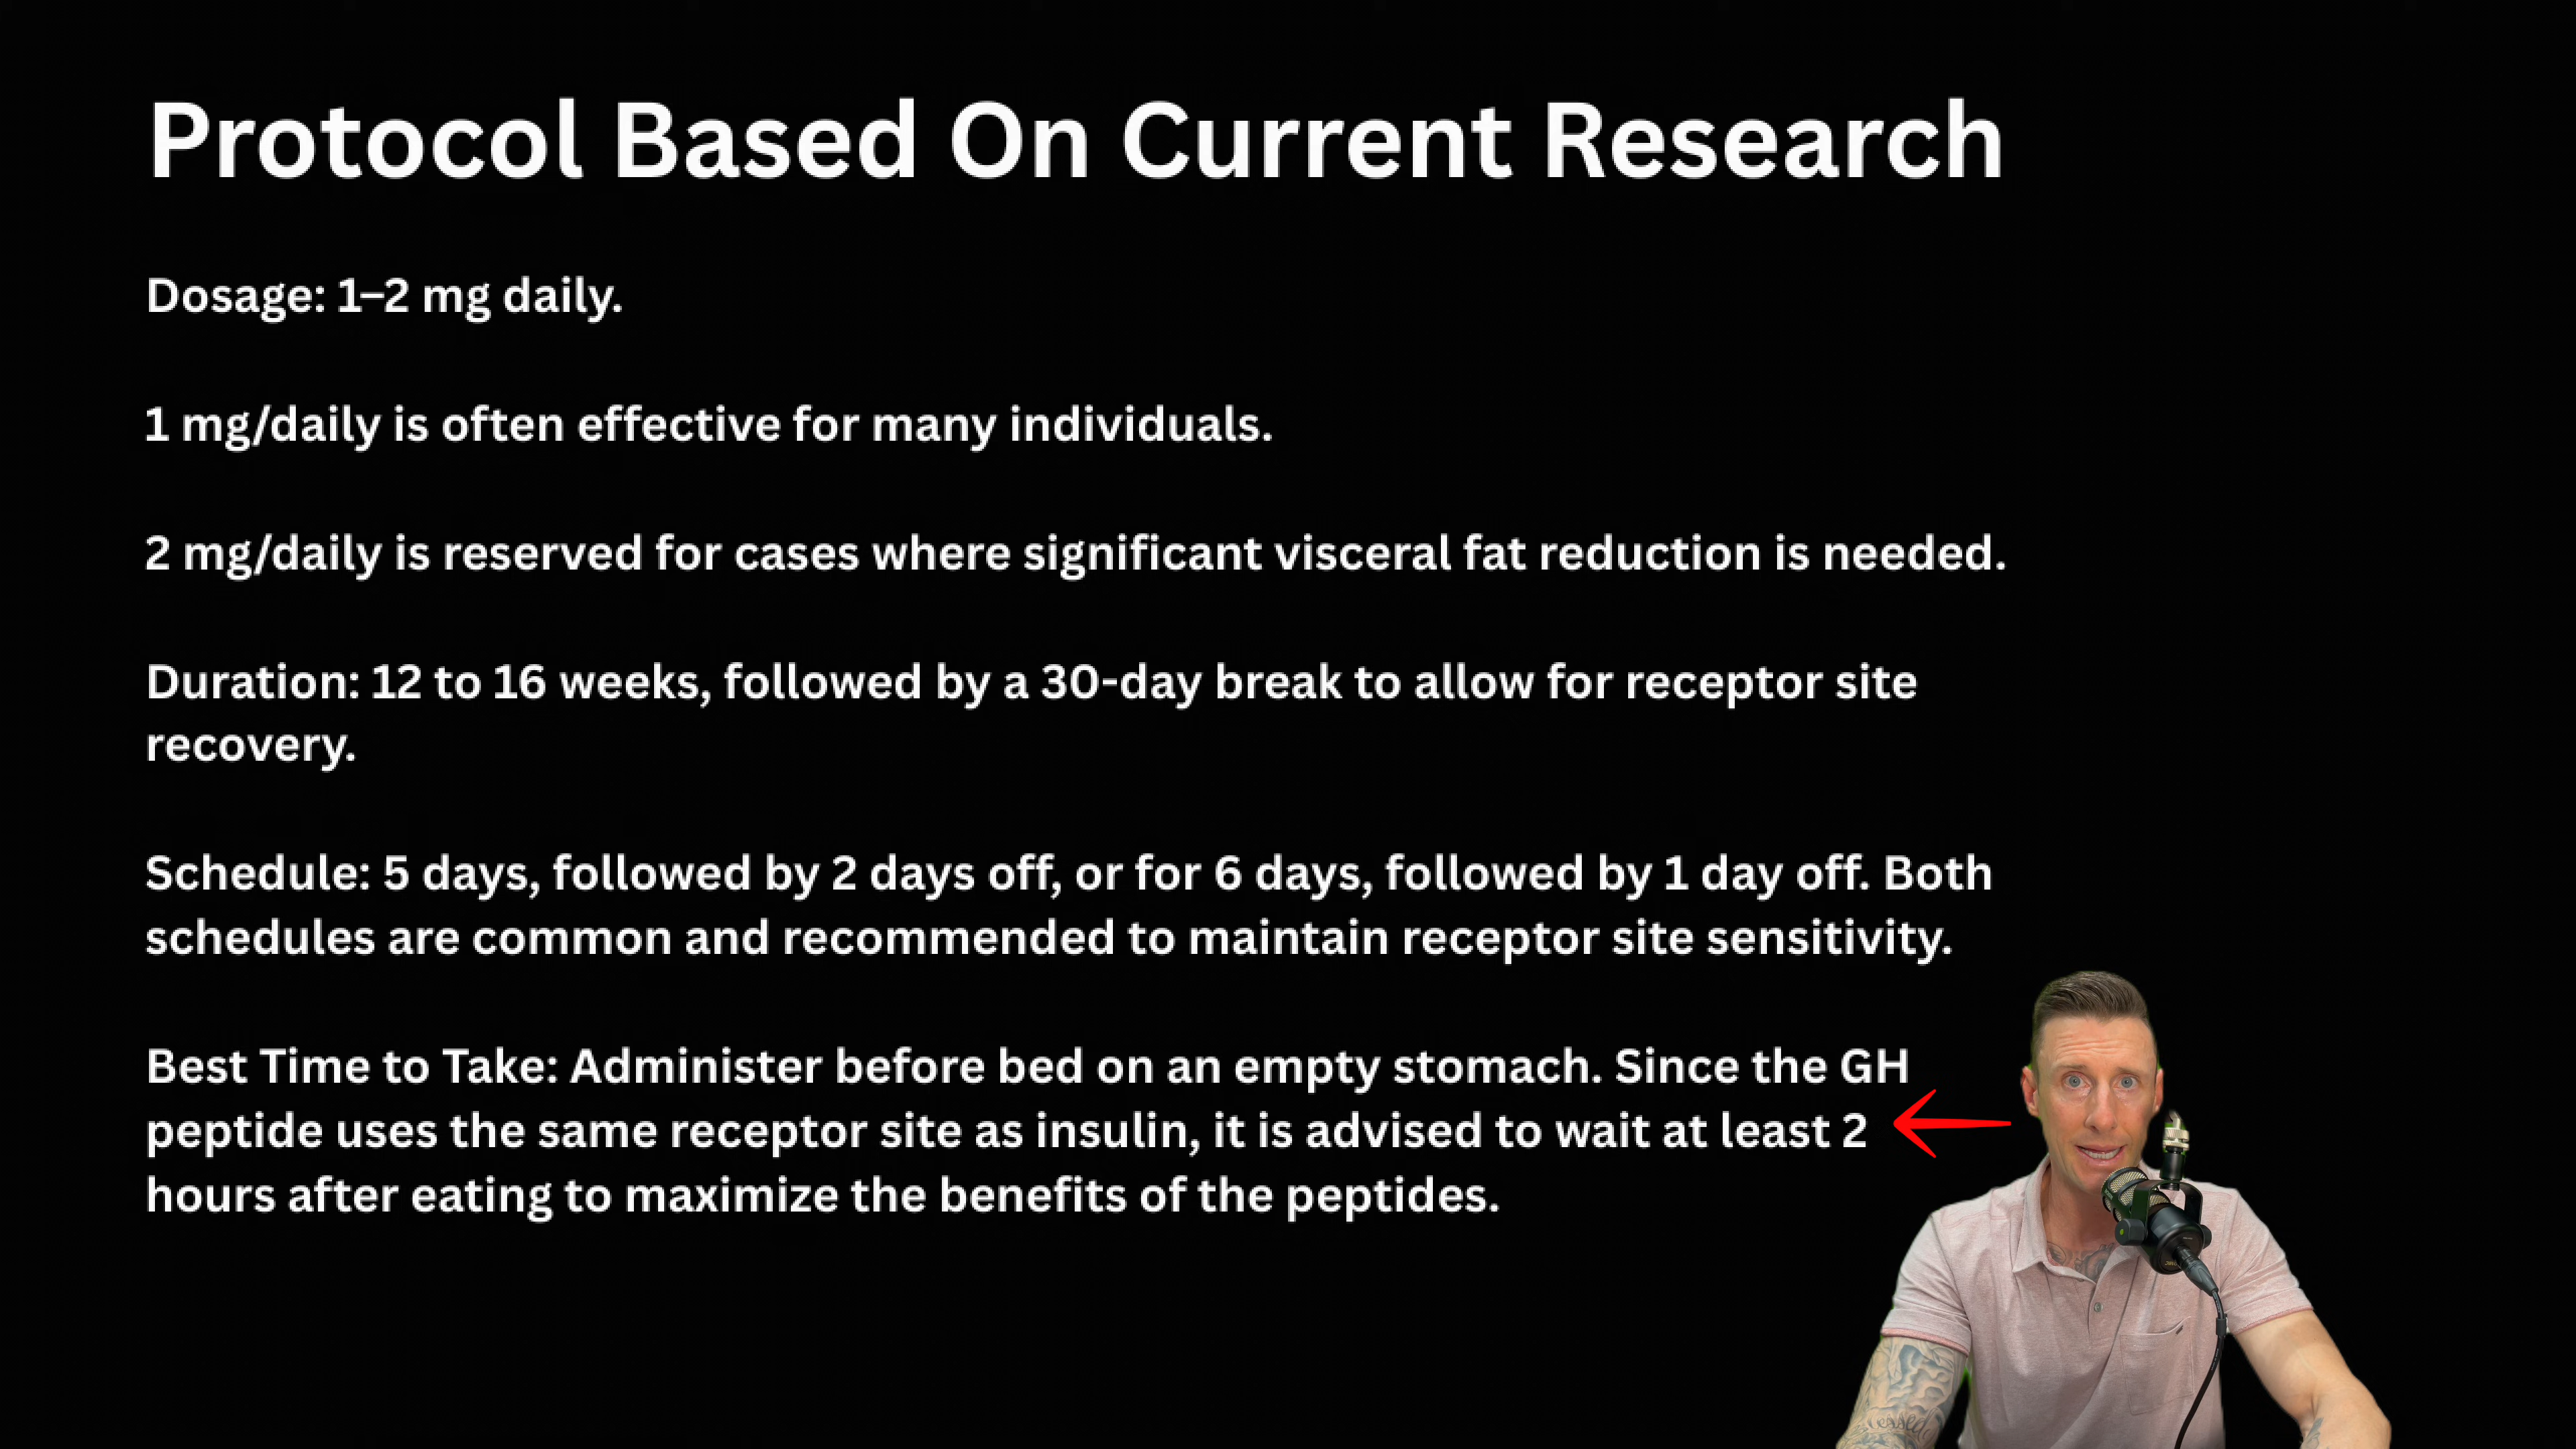 Protocol Based On Current Research
Dosage: 1–2 mg daily.
1 mg/daily is often effective for many individuals.
2 mg/daily is reserved for cases where significant visceral fat reduction is needed.
Duration: 12 to 16 weeks, followed by a 30-day break to allow for receptor site
recovery.
Schedule: 5 days, followed by 2 days off, or for 6 days, followed by 1 day off. Both
schedules are common and recommended to maintain receptor site sensitivity.
Best Time to Take: Administer before bed on an empty stomach. Since the GH
peptide uses the same receptor site as insulin, it is advised to wait at least 2
hours after eating to maximize the benefits of the peptides.